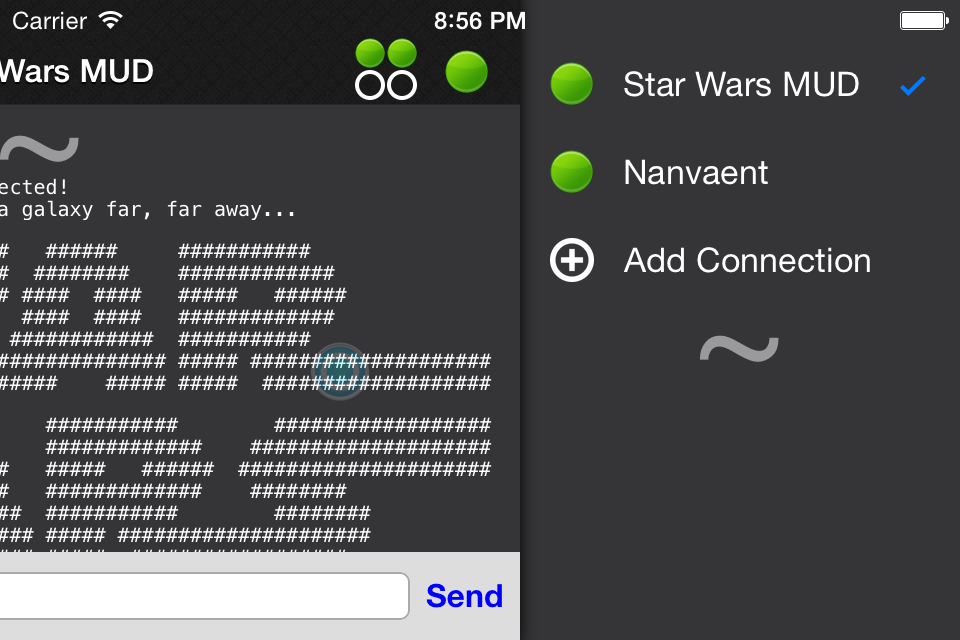 Carrier 8:56 PM
Wars MUD
~
ected!
a galaxy far, far away...
#   ######     ###########
#  ########    #############
# ####  ####   #####   ######
  ####  ####   #############
 ############  ###########
############## ##### ####################
#####    ##### #####  ###################
    ###########        ##################
    #############    ####################
#   #####   ######  #####################
#   #############    ########
##  ###########        ########
### ##### #####################
Send
Star Wars MUD
Nanvaent
Add Connection
~